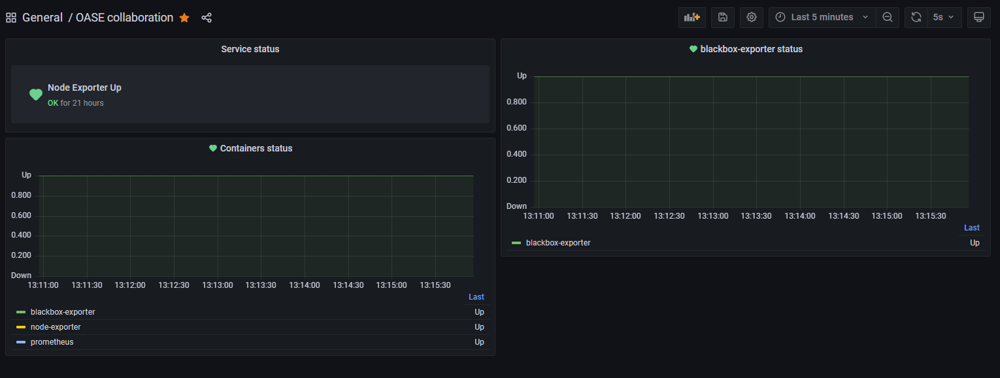 General / OASE collaboration
Last 5 minutes
5s
Service status
Node Exporter Up
OK for 21 hours
Containers status
Up
0.800
0.600
0.400
0.200
Down
13:11:00 13:11:30 13:12:00 13:12:30 13:13:00 13:13:30 13:14:00 13:14:30 13:15:00 13:15:30
Last
blackbox-exporter Up
node-exporter Up
prometheus Up
blackbox-exporter status
Up
0.800
0.600
0.400
0.200
Down
13:11:00 13:11:30 13:12:00 13:12:30 13:13:00 13:13:30 13:14:00 13:14:30 13:15:00 13:15:30
Last
blackbox-exporter Up